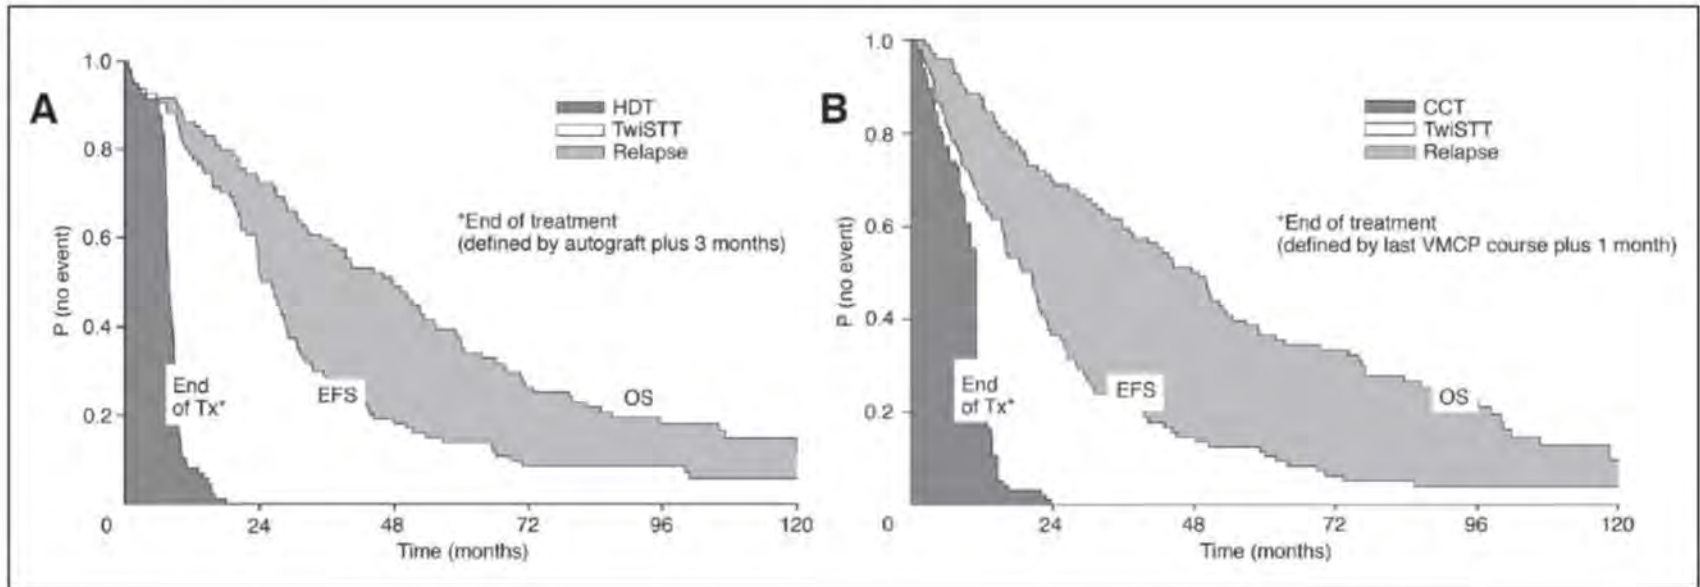 A
1.0
0.8
0.6
0.4
0.2
0
P (no event)
HDT
TwiSTT
Relapse
*End of treatment
(defined by autograft plus 3 months)
End
of Tx*
EFS
OS
24
48
72
96
120
Time (months)
B
1.0
0.8
0.6
0.4
0.2
0
P (no event)
CCT
TwiSTT
Relapse
*End of treatment
(defined by last VMCP course plus 1 month)
End
of Tx*
EFS
OS
24
48
72
96
120
Time (months)